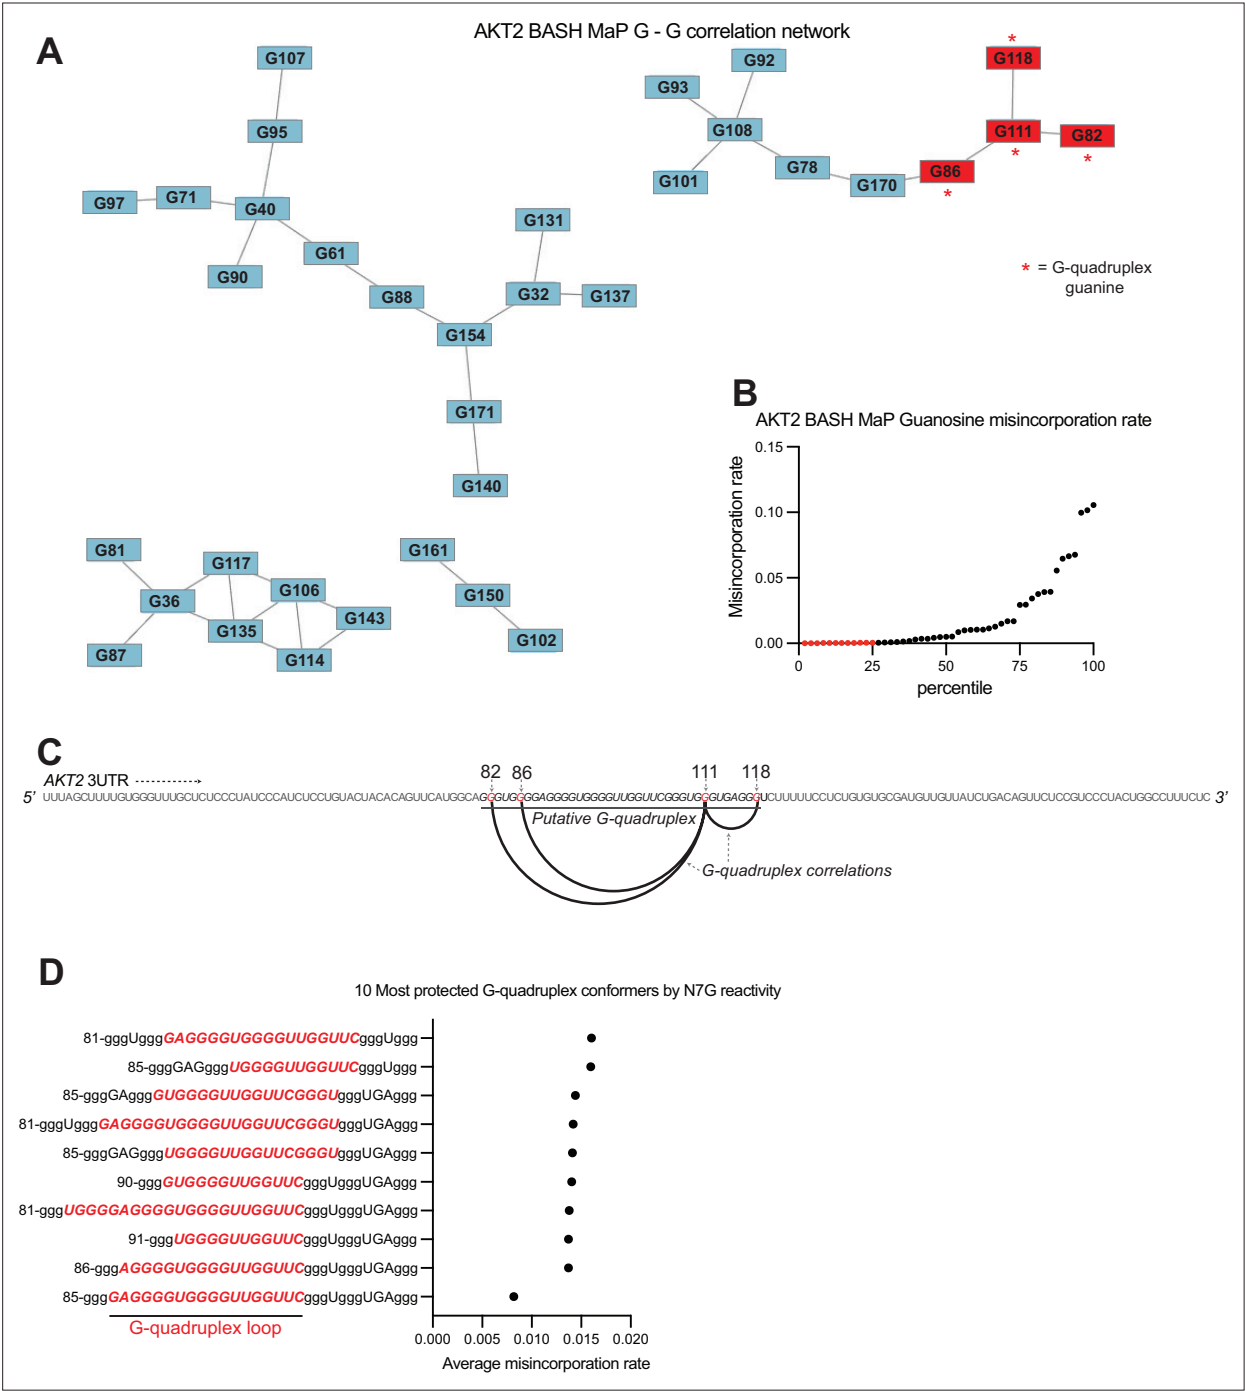 A
AKT2 BASH MaP G - G correlation network
G107
G95
G97
G71
G40
G90
G61
G88
G131
G32
G137
G154
G171
G140
G81
G117
G36
G106
G135
G143
G87
G114
G161
G150
G102
G92
G93
G108
G101
G78
G170
*
G118
G111
*
G82
*
G86
*
* = G-quadruplex
guanine
B
AKT2 BASH MaP Guanosine misincorporation rate
Misincorporation rate
0.15
0.10
0.05
0.00
0 25 50 75 100
percentile
C
AKT2 3UTR
82 86 111 118
5' UUUAGCUUUUGUGGGUUUGCUCUCCCUAUCCCAUCUCCUGUACUACACAGUUCAUGGCAGGGUGGGGAGGGGUGGGGUUGGUUCGGGUGGGUGAGGGUCUUUUUCCUCUGUGUGCGAUGUUGUUAUCUGACAGUUCUCCGUCCCUACUGGCCUUUCUC 3'
Putative G-quadruplex
G-quadruplex correlations
D
10 Most protected G-quadruplex conformers by N7G reactivity
81-gggUgggGAGGGGUGGGGUUGGUUCgggUggg
85-gggGAGgggUGGGGUUGGUUCgggUggg
85-gggGAgggGUGGGGUUGGUUCGGGUgggUGAggg
81-gggUgggGAGGGGUGGGGUUGGUUCGGGUgggUGAggg
85-gggGAGgggUGGGGUUGGUUCGGGUgggUGAggg
90-gggGUGGGGUUGGUUCgggUgggUGAggg
81-gggUGGGGAGGGGUGGGGUUGGUUCgggUgggUGAggg
91-gggUGGGGUUGGUUCgggUgggUGAggg
86-gggAGGGGUGGGGUUGGUUCgggUgggUGAggg
85-gggGAGGGGUGGGGUUGGUUCgggUgggUGAggg
G-quadruplex loop
0.000 0.005 0.010 0.015 0.020
Average misincorporation rate